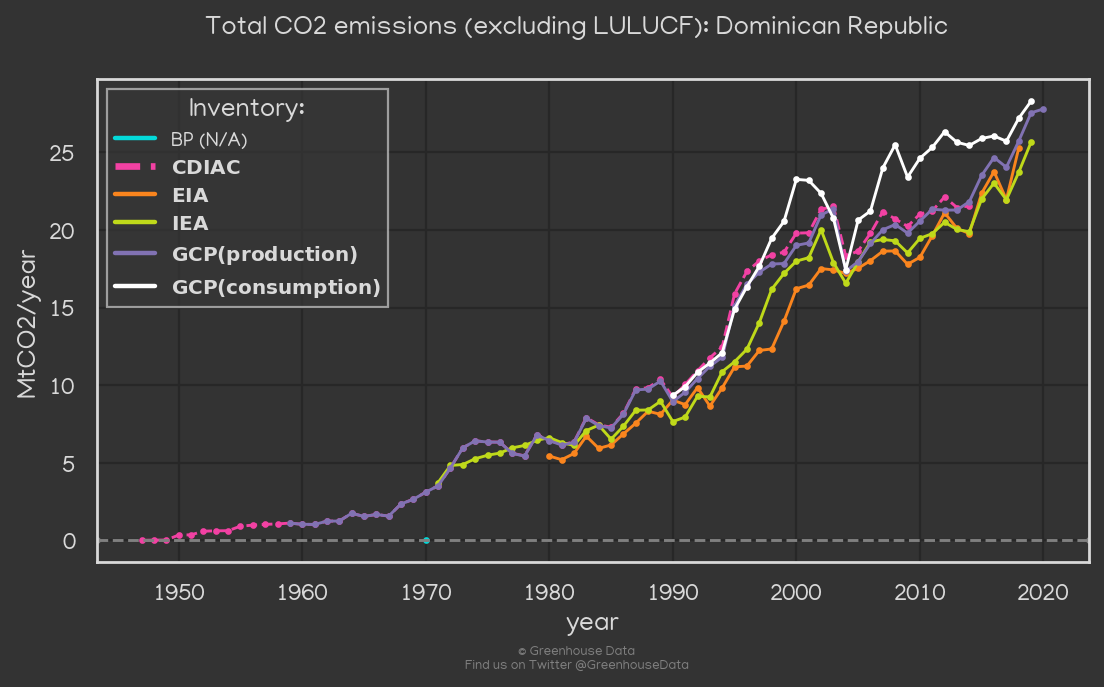 Total CO2 emissions (excluding LULUCF): Dominican Republic
Inventory:
BP (N/A)
CDIAC
EIA
IEA
GCP(production)
GCP(consumption)
MtCO2/year
25
20
15
10
5
0
1950 1960 1970 1980 1990 2000 2010 2020
year
© Greenhouse Data
Find us on Twitter @GreenhouseData